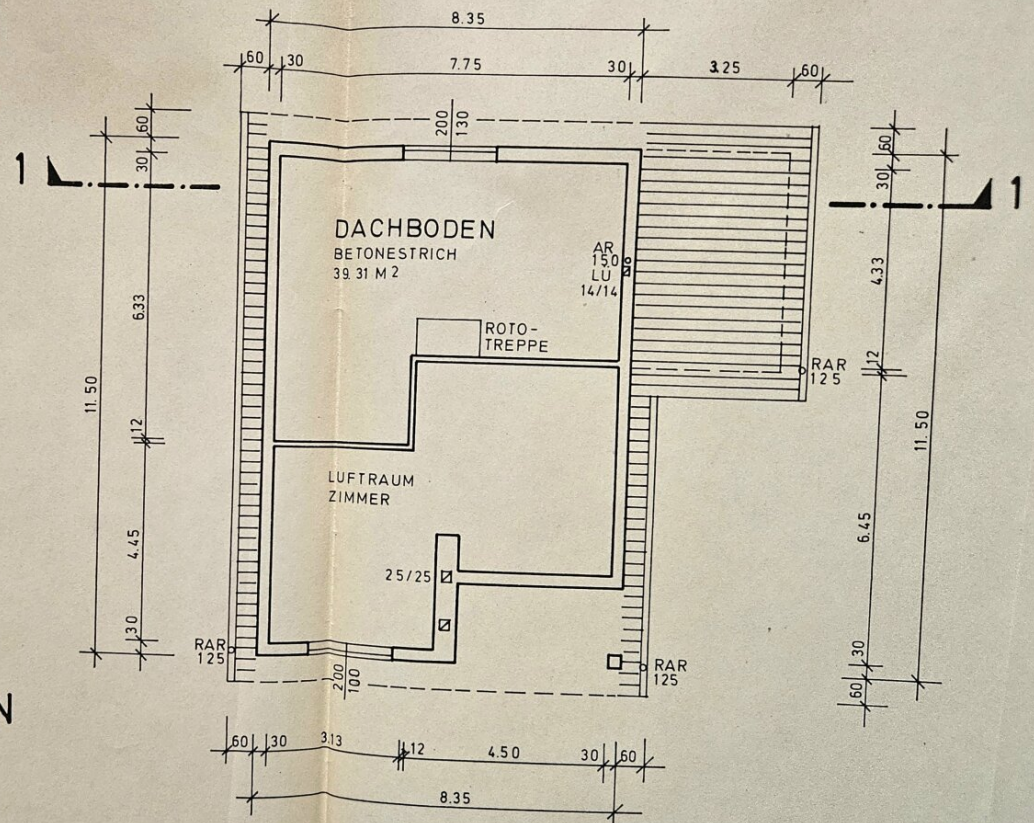 8.35
60 30 7.75 30 3.25 60
200
130
60
30
6.33
12
4.45
30
11.50
60
30
4.33
12
6.45
30
60
11.50
1
1
DACHBODEN
BETONESTRICH
39.31 M2
AR
15,0
LU
14/14
ROTO-
TREPPE
RAR
125
LUFTRAUM
ZIMMER
25/25
RAR
125
RAR
125
200
100
N
60 30 3.13 12 4.50 30 60
8.35